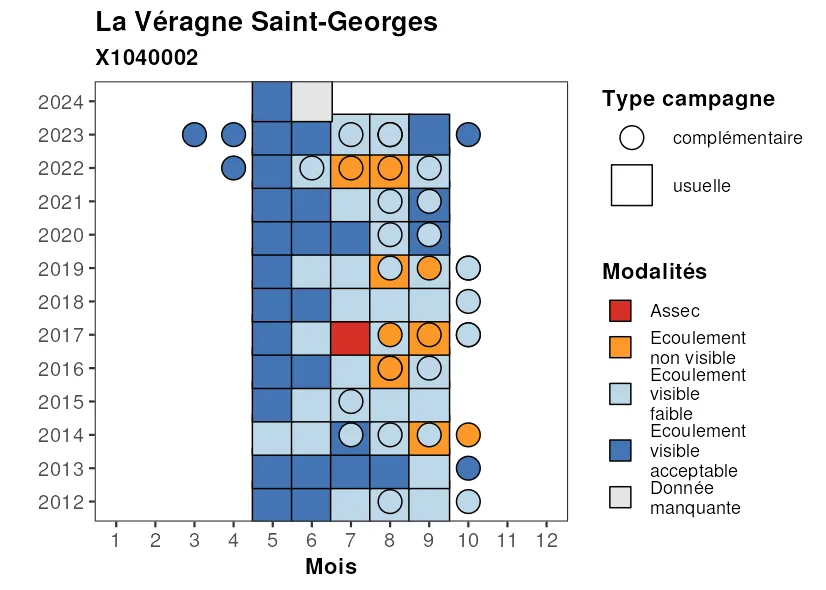 La Véragne Saint-Georges
X1040002
2024
2023
2022
2021
2020
2019
2018
2017
2016
2015
2014
2013
2012
1 2 3 4 5 6 7 8 9 10 11 12
Mois
Type campagne
complémentaire
usuelle
Modalités
Assec
Ecoulement
non visible
Ecoulement
visible
faible
Ecoulement
visible
acceptable
Donnée
manquante